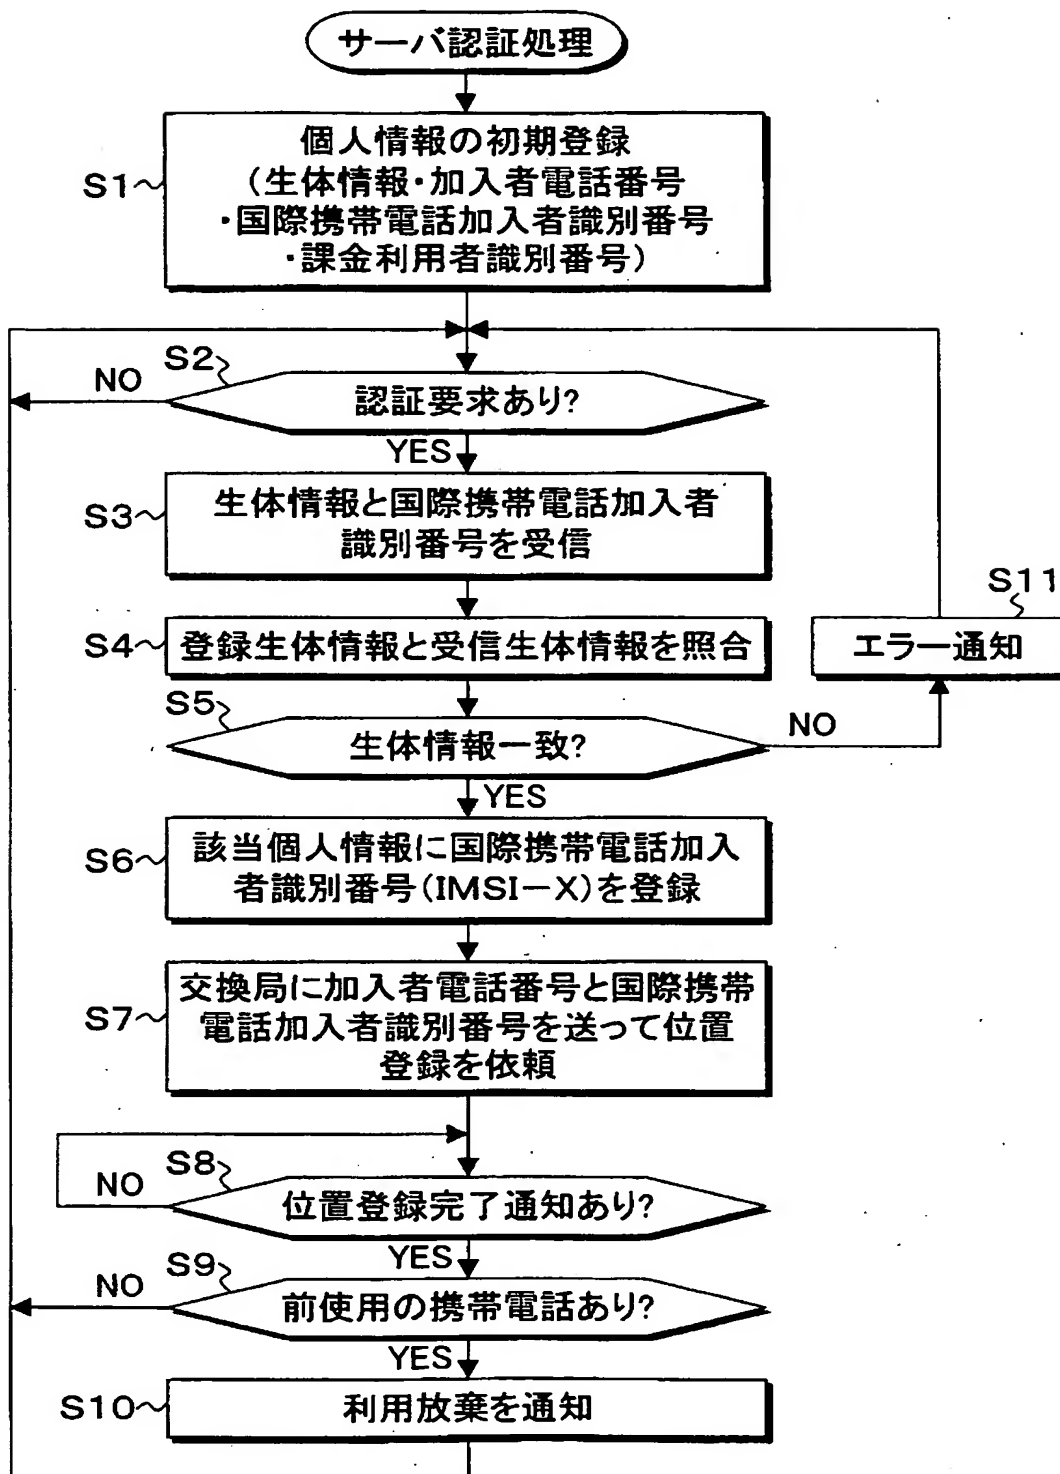 サーバ認証処理
S1
個人情報の初期登録
(生体情報・加入者電話番号
・国際携帯電話加入者識別番号
・課金利用者識別番号)
S2
NO
認証要求あり?
YES
S3
生体情報と国際携帯電話加入者
識別番号を受信
S4
登録生体情報と受信生体情報を照合
S11
エラー通知
S5
生体情報一致?
NO
YES
S6
該当個人情報に国際携帯電話加入
者識別番号(IMSI-X)を登録
S7
交換局に加入者電話番号と国際携帯
電話加入者識別番号を送って位置
登録を依頼
S8
NO
位置登録完了通知あり?
YES
S9
NO
前使用の携帯電話あり?
YES
S10
利用放棄を通知